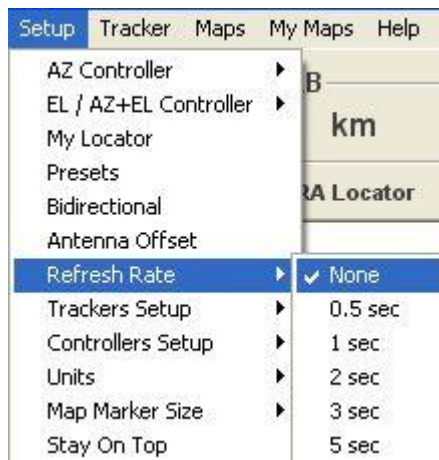 Setup Tracker Maps My Maps Help
AZ Controller
EL / AZ+EL Controller
My Locator
Presets
Bidirectional
Antenna Offset
Refresh Rate
Trackers Setup
Controllers Setup
Units
Map Marker Size
Stay On Top
B
km
RA Locator
None
0.5 sec
1 sec
2 sec
3 sec
5 sec